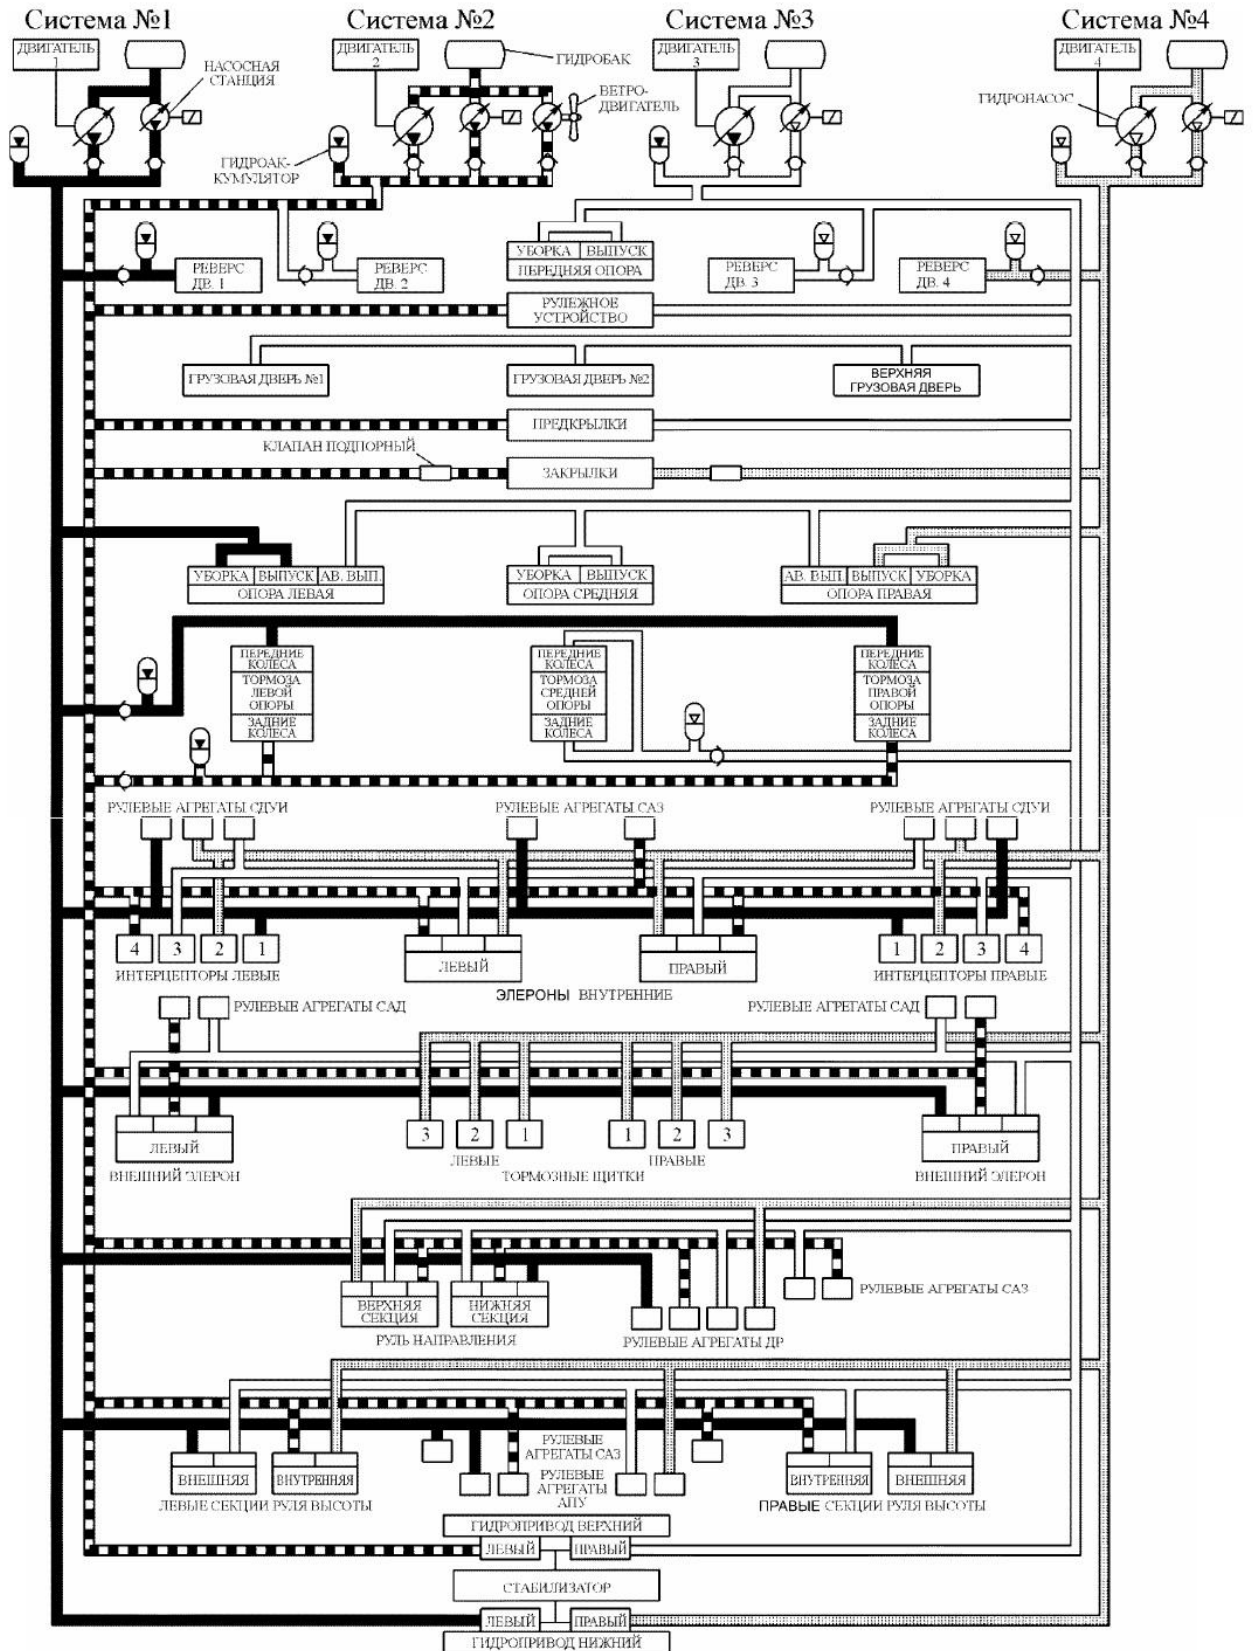 Система №1
Система №2
Система №3
Система №4
ДВИГАТЕЛЬ
1
НАСОСНАЯ
СТАНЦИЯ
ДВИГАТЕЛЬ
2
ГИДРОБАК
ВЕТРО-
ДВИГАТЕЛЬ
ДВИГАТЕЛЬ
3
ДВИГАТЕЛЬ
4
ГИДРОНАСОС
ГИДРОАК-
КУМУЛЯТОР
РЕВЕРС
ДВ. 1
РЕВЕРС
ДВ. 2
УБОРКА ВЫПУСК
ПЕРЕДНЯЯ ОПОРА
РЕВЕРС
ДВ. 3
РЕВЕРС
ДВ. 4
РУЛЕЖНОЕ
УСТРОЙСТВО
ГРУЗОВАЯ ДВЕРЬ №1
ГРУЗОВАЯ ДВЕРЬ №2
ВЕРХНЯЯ
ГРУЗОВАЯ ДВЕРЬ
ПРЕДКРЫЛКИ
КЛАПАН ПОДПОРНЫЙ
ЗАКРЫЛКИ
УБОРКА ВЫПУСК АВ. ВЫП.
ОПОРА ЛЕВАЯ
УБОРКА ВЫПУСК
ОПОРА СРЕДНЯЯ
АВ. ВЫП. ВЫПУСК УБОРКА
ОПОРА ПРАВАЯ
ПЕРЕДНИЕ
КОЛЕСА
ТОРМОЗА
ЛЕВОЙ
ОПОРЫ
ЗАДНИЕ
КОЛЕСА
ПЕРЕДНИЕ
КОЛЕСА
ТОРМОЗА
СРЕДНЕЙ
ОПОРЫ
ЗАДНИЕ
КОЛЕСА
ПЕРЕДНИЕ
КОЛЕСА
ТОРМОЗА
ПРАВОЙ
ОПОРЫ
ЗАДНИЕ
КОЛЕСА
РУЛЕВЫЕ АГРЕГАТЫ СДУИ
РУЛЕВЫЕ АГРЕГАТЫ САЗ
РУЛЕВЫЕ АГРЕГАТЫ СДУИ
4 3 2 1
ИНТЕРЦЕПТОРЫ ЛЕВЫЕ
ЛЕВЫЙ
ПРАВЫЙ
ЭЛЕРОНЫ ВНУТРЕННИЕ
1 2 3 4
ИНТЕРЦЕПТОРЫ ПРАВЫЕ
РУЛЕВЫЕ АГРЕГАТЫ САД
РУЛЕВЫЕ АГРЕГАТЫ САД
ЛЕВЫЙ
ВНЕШНИЙ ЭЛЕРОН
3 2 1 1 2 3
ЛЕВЫЕ ПРАВЫЕ
ТОРМОЗНЫЕ ЩИТКИ
ПРАВЫЙ
ВНЕШНИЙ ЭЛЕРОН
РУЛЕВЫЕ АГРЕГАТЫ САЗ
ВЕРХНЯЯ
СЕКЦИЯ
НИЖНЯЯ
СЕКЦИЯ
РУЛЬ НАПРАВЛЕНИЯ
РУЛЕВЫЕ АГРЕГАТЫ ДР
РУЛЕВЫЕ
АГРЕГАТЫ САЗ
ВНЕШНЯЯ
ВНУТРЕННЯЯ
ЛЕВЫЕ СЕКЦИИ РУЛЯ ВЫСОТЫ
РУЛЕВЫЕ
АГРЕГАТЫ
АПУ
ВНУТРЕННЯЯ
ВНЕШНЯЯ
ПРАВЫЕ СЕКЦИИ РУЛЯ ВЫСОТЫ
ГИДРОПРИВОД ВЕРХНИЙ
ЛЕВЫЙ ПРАВЫЙ
СТАБИЛИЗАТОР
ЛЕВЫЙ ПРАВЫЙ
ГИДРОПРИВОД НИЖНИЙ